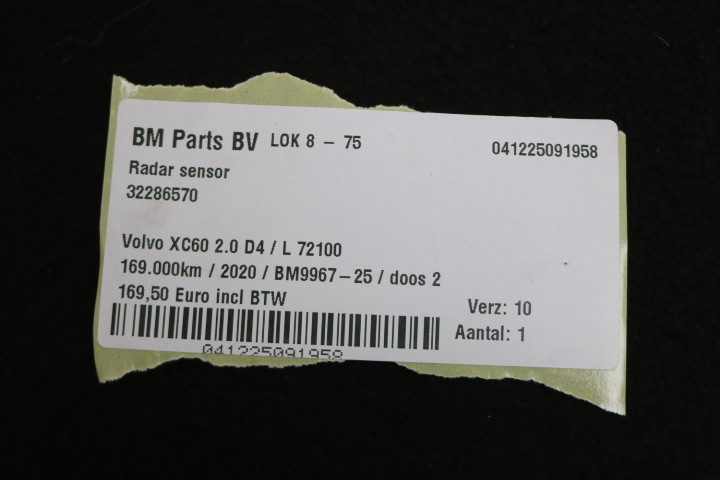 BM Parts BV LOK 8 - 75 041225091958
Radar sensor
32286570
Volvo XC60 2.0 D4 / L 72100
169.000km / 2020 / BM9967-25 / doos 2
169,50 Euro incl BTW
Verz: 10
Aantal: 1
041225091958